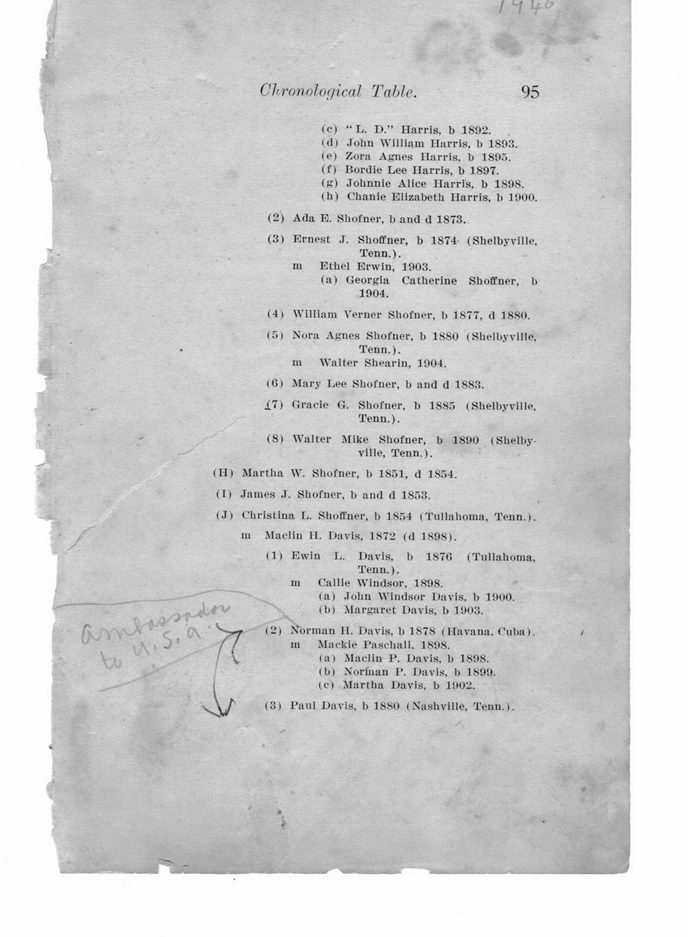 1940
Chronological Table. 95
(c) "L. D." Harris, b 1892.
(d) John William Harris, b 1893.
(e) Zora Agnes Harris, b 1895.
(f) Bordie Lee Harris, b 1897.
(g) Johnnie Alice Harris, b 1898.
(h) Chanie Elizabeth Harris, b 1900.
(2) Ada E. Shofner, b and d 1873.
(3) Ernest J. Shoffner, b 1874 (Shelbyville,
Tenn.).
m Ethel Erwin, 1903.
(a) Georgia Catherine Shoffner, b
1904.
(4) William Verner Shofner, b 1877, d 1880.
(5) Nora Agnes Shofner, b 1880 (Shelbyville,
Tenn.).
m Walter Shearin, 1904.
(6) Mary Lee Shofner, b and d 1883.
(7) Gracie G. Shofner, b 1885 (Shelbyville,
Tenn.).
(8) Walter Mike Shofner, b 1890 (Shelby-
ville, Tenn.).
(H) Martha W. Shofner, b 1851, d 1854.
(I) James J. Shofner, b and d 1853.
(J) Christina L. Shoffner, b 1854 (Tullahoma, Tenn.).
m Maclin H. Davis, 1872 (d 1898).
(1) Ewin L. Davis, b 1876 (Tullahoma,
Tenn.).
m Callie Windsor, 1898.
(a) John Windsor Davis, b 1900.
(b) Margaret Davis, b 1903.
ambassador
to U.S.A.
(2) Norman H. Davis, b 1878 (Havana, Cuba).
m Mackie Paschall, 1898.
(a) Maclin P. Davis, b 1898.
(b) Norman P. Davis, b 1899.
(c) Martha Davis, b 1902.
(3) Paul Davis, b 1880 (Nashville, Tenn.).